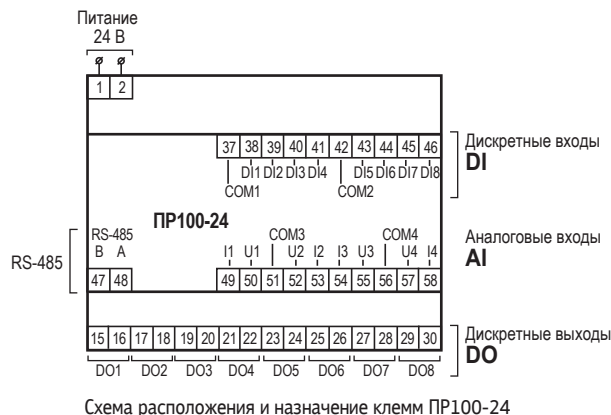 Питание
24 В
1 2
37 38 39 40 41 42 43 44 45 46
DI1 DI2 DI3 DI4 DI5 DI6 DI7 DI8
COM1 COM2
Дискретные входы
DI
ПР100-24
RS-485
RS-485
B A
COM3 COM4
I1 U1 U2 I2 I3 U3 U4 I4
47 48 49 50 51 52 53 54 55 56 57 58
Аналоговые входы
AI
15 16 17 18 19 20 21 22 23 24 25 26 27 28 29 30
DO1 DO2 DO3 DO4 DO5 DO6 DO7 DO8
Дискретные выходы
DO
Схема расположения и назначение клемм ПР100-24